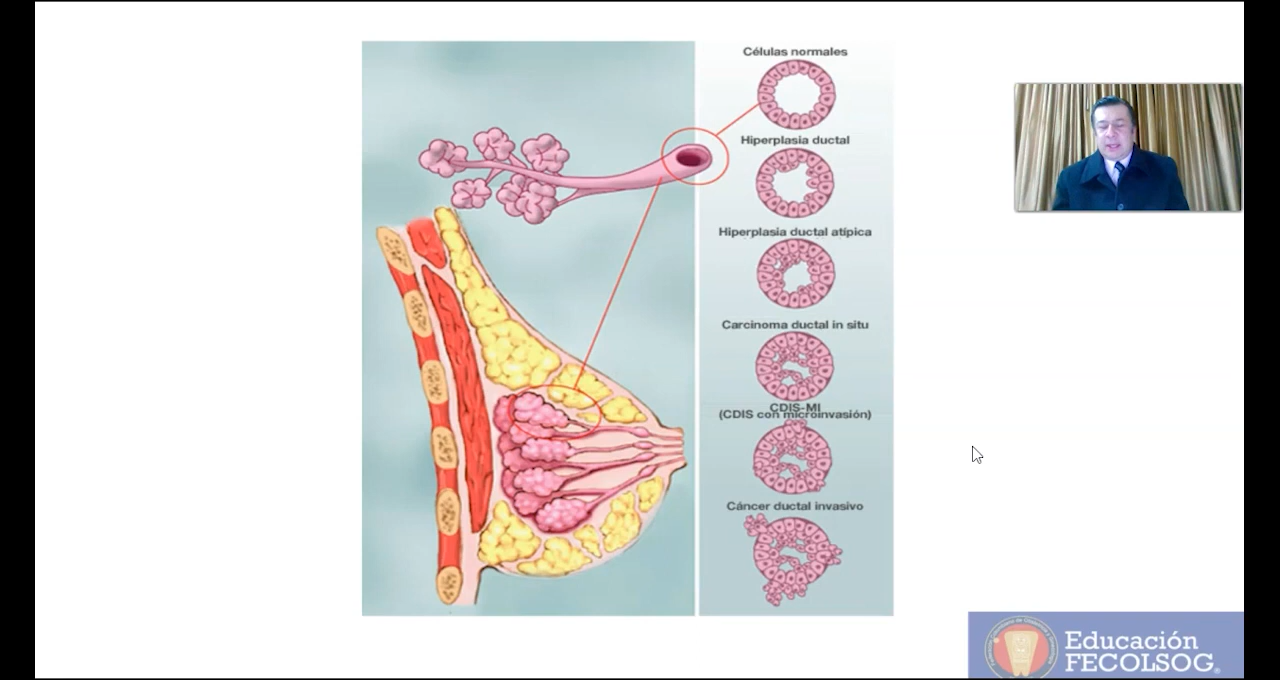 Células normales
Hiperplasia ductal
Hiperplasia ductal atípica
Carcinoma ductal in situ
CDIS-MI
(CDIS con microinvasión)
Cáncer ductal invasivo
Educación
FECOLSOG®